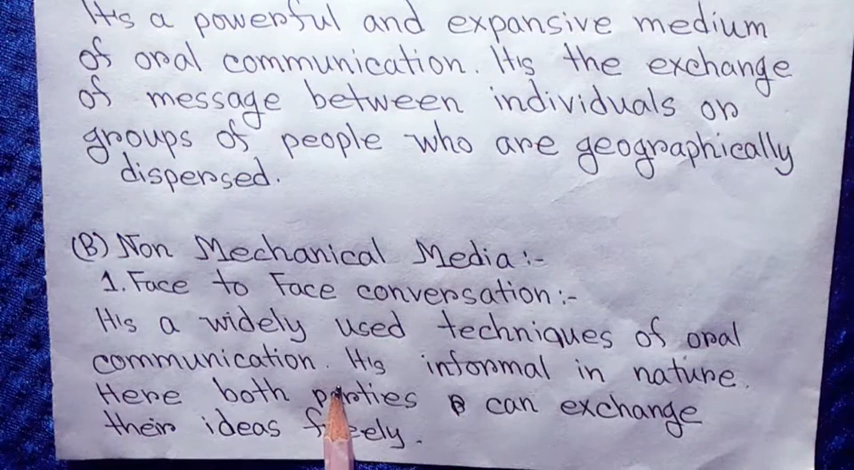 It's a powerful and expansive medium
of oral communication. It's the exchange
of message between individuals or
groups of people who are geographically
dispersed.
(B) Non Mechanical Media :-
1. Face to Face conversation :-
It's a widely used techniques of oral
communication. It's informal in nature.
Here both parties can exchange
their ideas freely.